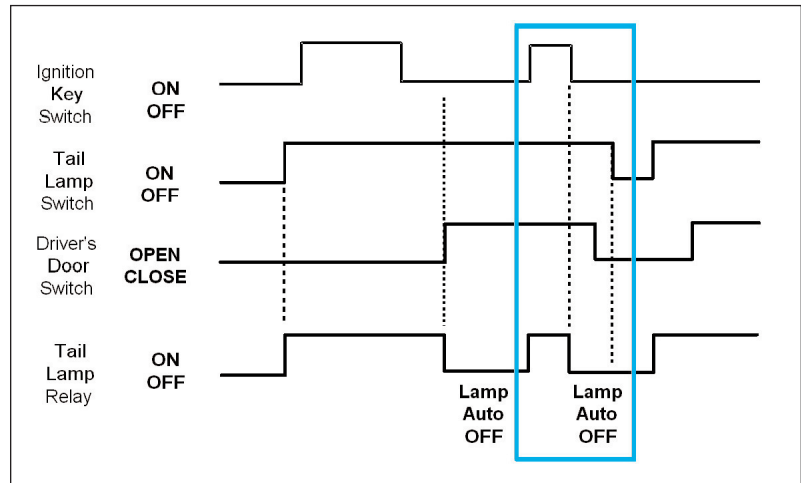 Ignition
Key
Switch
ON
OFF
Tail
Lamp
Switch
ON
OFF
Driver's
Door
Switch
OPEN
CLOSE
Tail
Lamp
Relay
ON
OFF
Lamp
Auto
OFF
Lamp
Auto
OFF